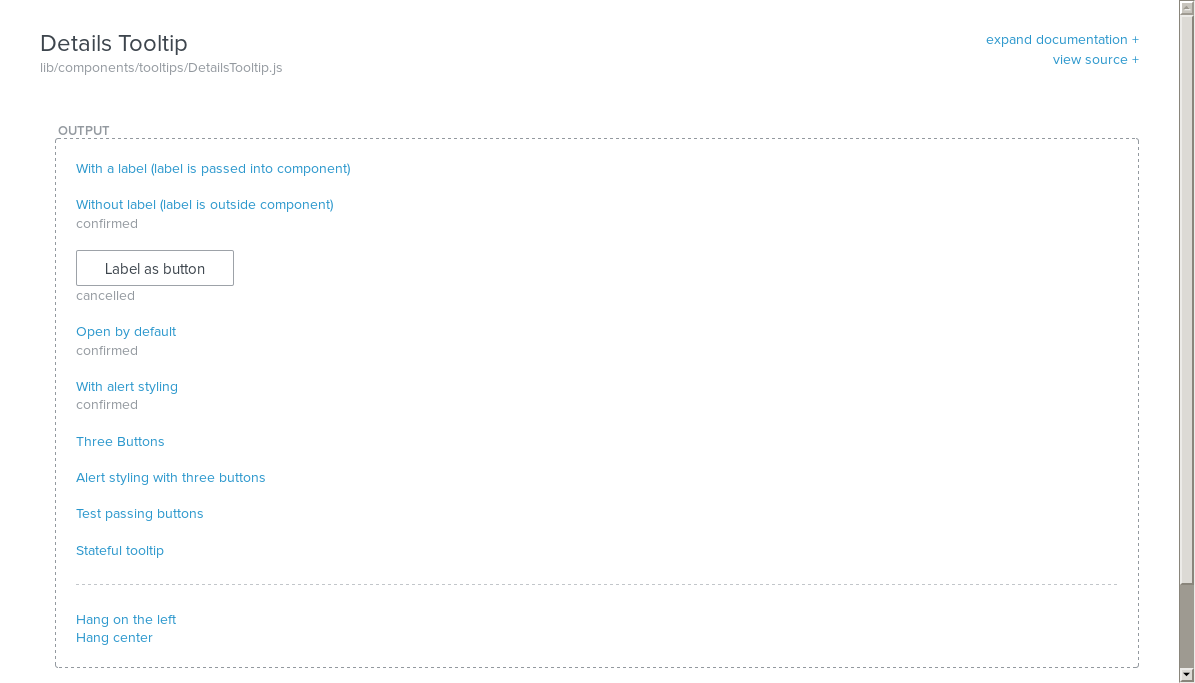 Details Tooltip
expand documentation +
lib/components/tooltips/DetailsTooltip.js
view source +
OUTPUT
With a label (label is passed into component)
Without label (label is outside component)
confirmed
Label as button
cancelled
Open by default
confirmed
With alert styling
confirmed
Three Buttons
Alert styling with three buttons
Test passing buttons
Stateful tooltip
Hang on the left
Hang center